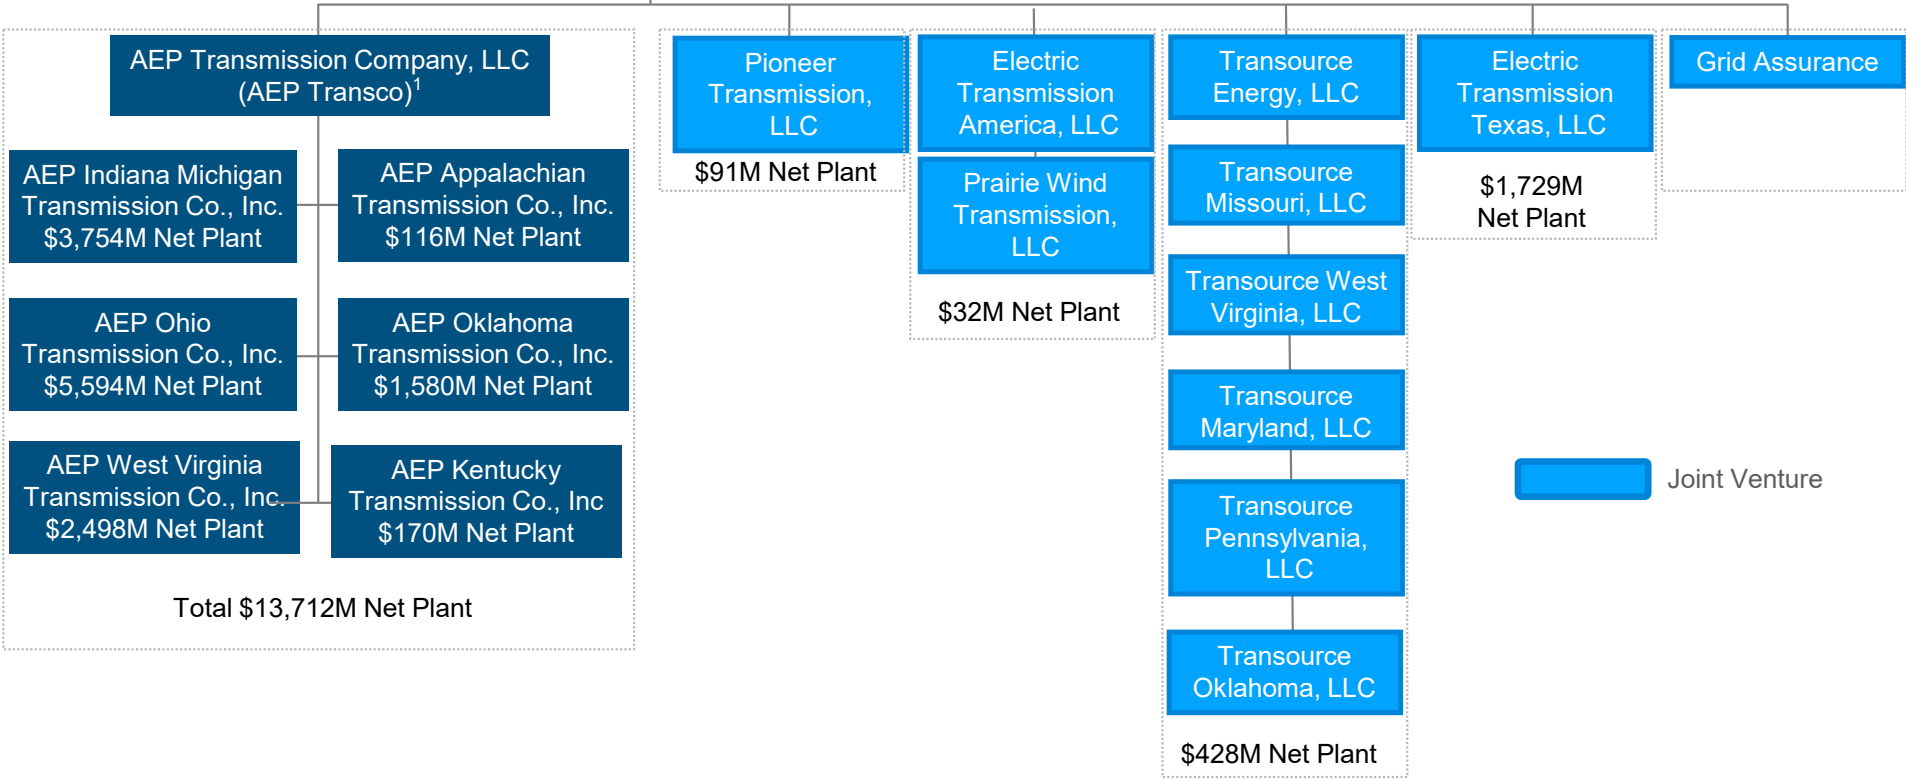 AEP Transmission Company, LLC
(AEP Transco)1
AEP Indiana Michigan
Transmission Co., Inc.
$3,754M Net Plant
AEP Appalachian
Transmission Co., Inc.
$116M Net Plant
AEP Ohio
Transmission Co., Inc.
$5,594M Net Plant
AEP Oklahoma
Transmission Co., Inc.
$1,580M Net Plant
AEP West Virginia
Transmission Co., Inc.
$2,498M Net Plant
AEP Kentucky
Transmission Co., Inc
$170M Net Plant
Total $13,712M Net Plant
Pioneer
Transmission,
LLC
$91M Net Plant
Electric
Transmission
America, LLC
Prairie Wind
Transmission,
LLC
$32M Net Plant
Transource
Energy, LLC
Transource
Missouri, LLC
Transource West
Virginia, LLC
Transource
Maryland, LLC
Transource
Pennsylvania,
LLC
Transource
Oklahoma, LLC
$428M Net Plant
Electric
Transmission
Texas, LLC
$1,729M
Net Plant
Grid Assurance
Joint Venture